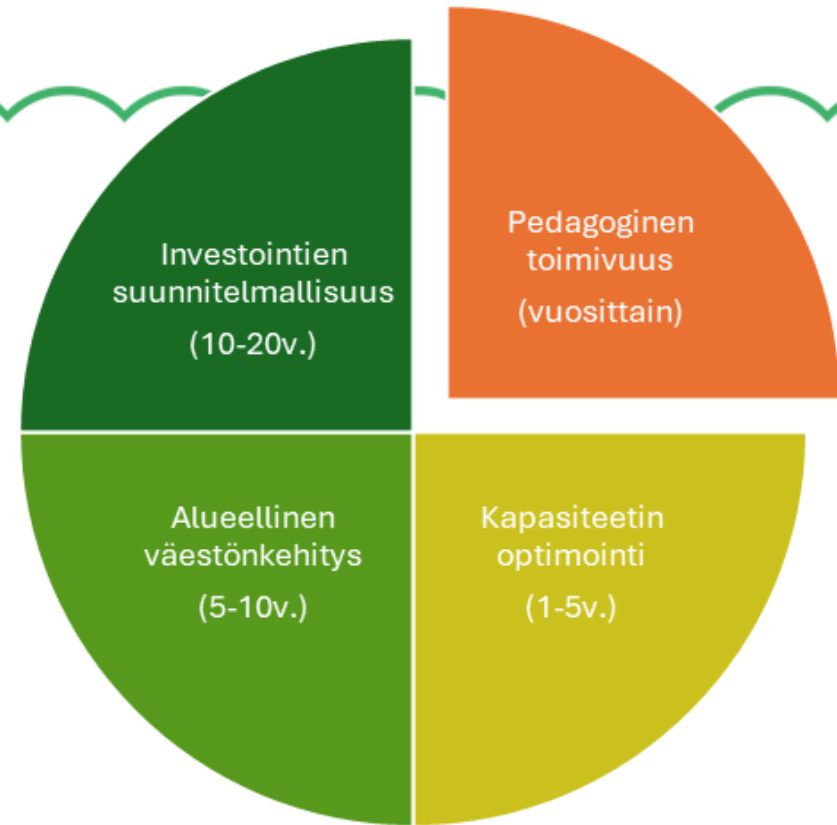 Investointien
suunnitelmallisuus
(10-20v.)
Pedagoginen
toimivuus
(vuosittain)
Alueellinen
väestönkehitys
(5-10v.)
Kapasiteetin
optimointi
(1-5v.)